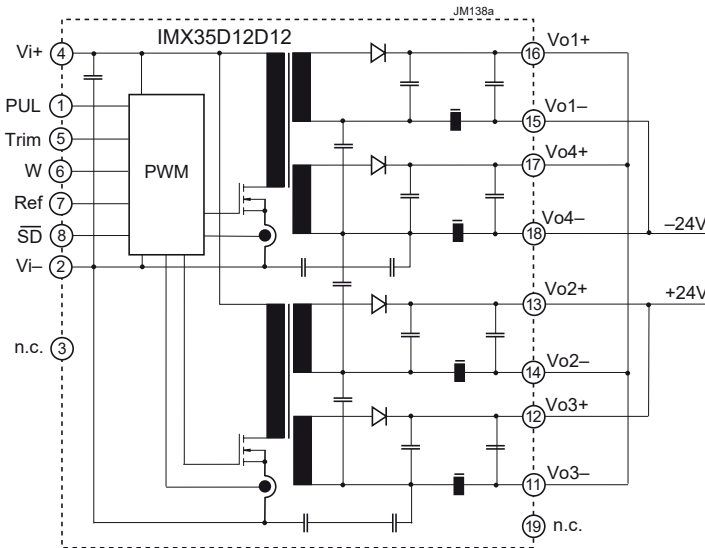 JM138a
IMX35D12D12
Vi+
4
PUL
1
Trim
5
W
6
Ref
7
SD
8
Vi–
2
n.c.
3
PWM
16
Vo1+
15
Vo1–
17
Vo4+
18
Vo4–
–24V
13
Vo2+
+24V
14
Vo2–
12
Vo3+
11
Vo3–
19
n.c.